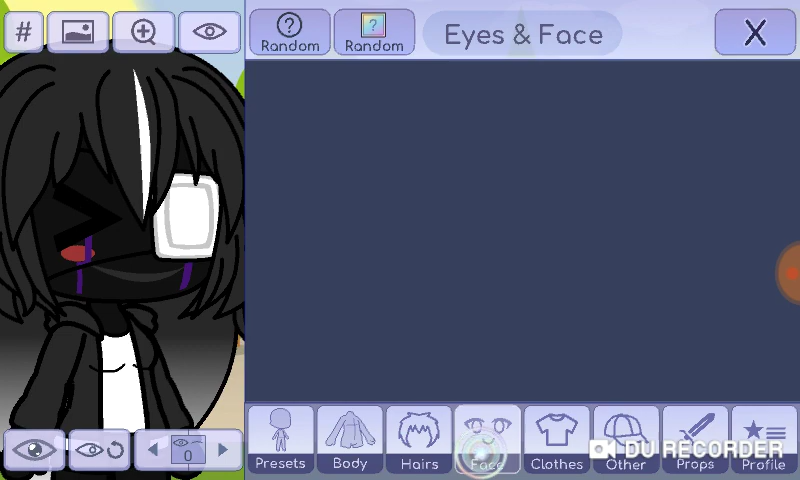 #
Random
Random
Eyes & Face
X
0
Presets
Body
Hairs
Face
Clothes
Other
Props
Profile
DU RECORDER